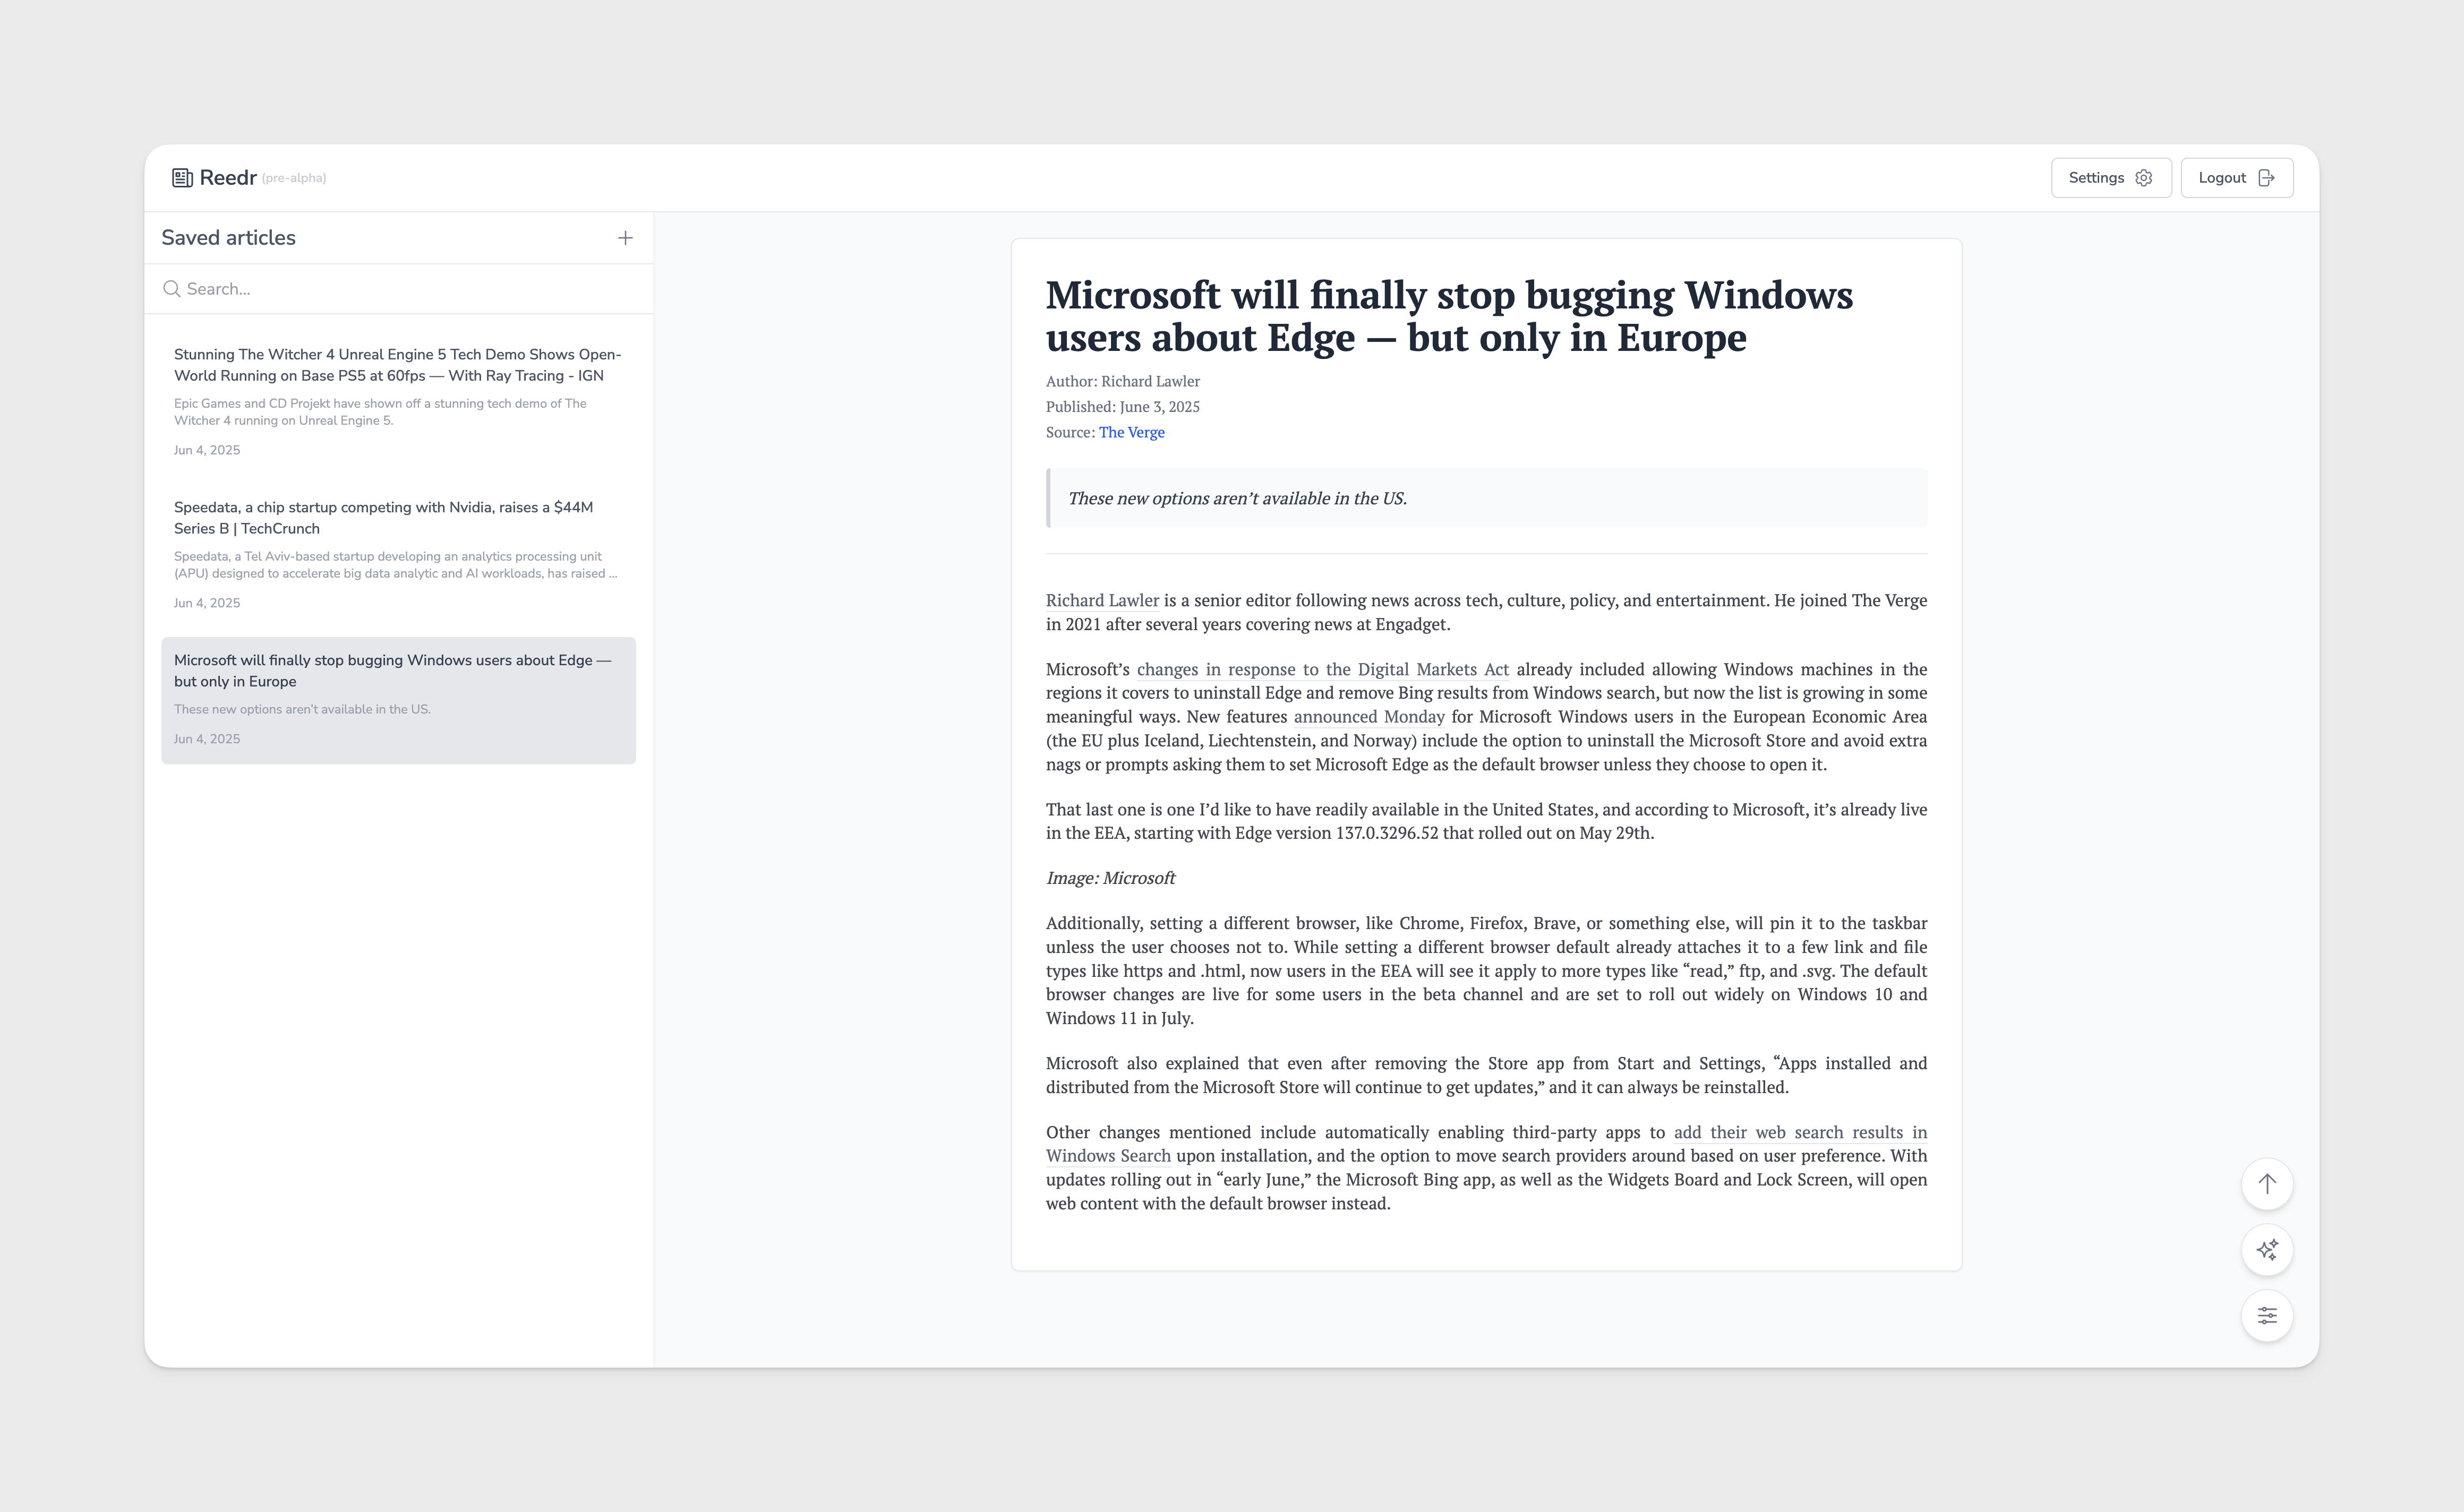 Reedr (pre-alpha)
Settings
Logout
Saved articles
Search...
Stunning The Witcher 4 Unreal Engine 5 Tech Demo Shows Open-
World Running on Base PS5 at 60fps — With Ray Tracing - IGN
Epic Games and CD Projekt have shown off a stunning tech demo of The
Witcher 4 running on Unreal Engine 5.
Jun 4, 2025
Speedata, a chip startup competing with Nvidia, raises a $44M
Series B | TechCrunch
Speedata, a Tel Aviv-based startup developing an analytics processing unit
(APU) designed to accelerate big data analytic and AI workloads, has raised ...
Jun 4, 2025
Microsoft will finally stop bugging Windows users about Edge —
but only in Europe
These new options aren’t available in the US.
Jun 4, 2025
Microsoft will finally stop bugging Windows
users about Edge — but only in Europe
Author: Richard Lawler
Published: June 3, 2025
Source: The Verge
These new options aren’t available in the US.
Richard Lawler is a senior editor following news across tech, culture, policy, and entertainment. He joined The Verge
in 2021 after several years covering news at Engadget.
Microsoft’s changes in response to the Digital Markets Act already included allowing Windows machines in the
regions it covers to uninstall Edge and remove Bing results from Windows search, but now the list is growing in some
meaningful ways. New features announced Monday for Microsoft Windows users in the European Economic Area
(the EU plus Iceland, Liechtenstein, and Norway) include the option to uninstall the Microsoft Store and avoid extra
nags or prompts asking them to set Microsoft Edge as the default browser unless they choose to open it.
That last one is one I’d like to have readily available in the United States, and according to Microsoft, it’s already live
in the EEA, starting with Edge version 137.0.3296.52 that rolled out on May 29th.
Image: Microsoft
Additionally, setting a different browser, like Chrome, Firefox, Brave, or something else, will pin it to the taskbar
unless the user chooses not to. While setting a different browser default already attaches it to a few link and file
types like https and .html, now users in the EEA will see it apply to more types like “read,” ftp, and .svg. The default
browser changes are live for some users in the beta channel and are set to roll out widely on Windows 10 and
Windows 11 in July.
Microsoft also explained that even after removing the Store app from Start and Settings, “Apps installed and
distributed from the Microsoft Store will continue to get updates,” and it can always be reinstalled.
Other changes mentioned include automatically enabling third-party apps to add their web search results in
Windows Search upon installation, and the option to move search providers around based on user preference. With
updates rolling out in “early June,” the Microsoft Bing app, as well as the Widgets Board and Lock Screen, will open
web content with the default browser instead.